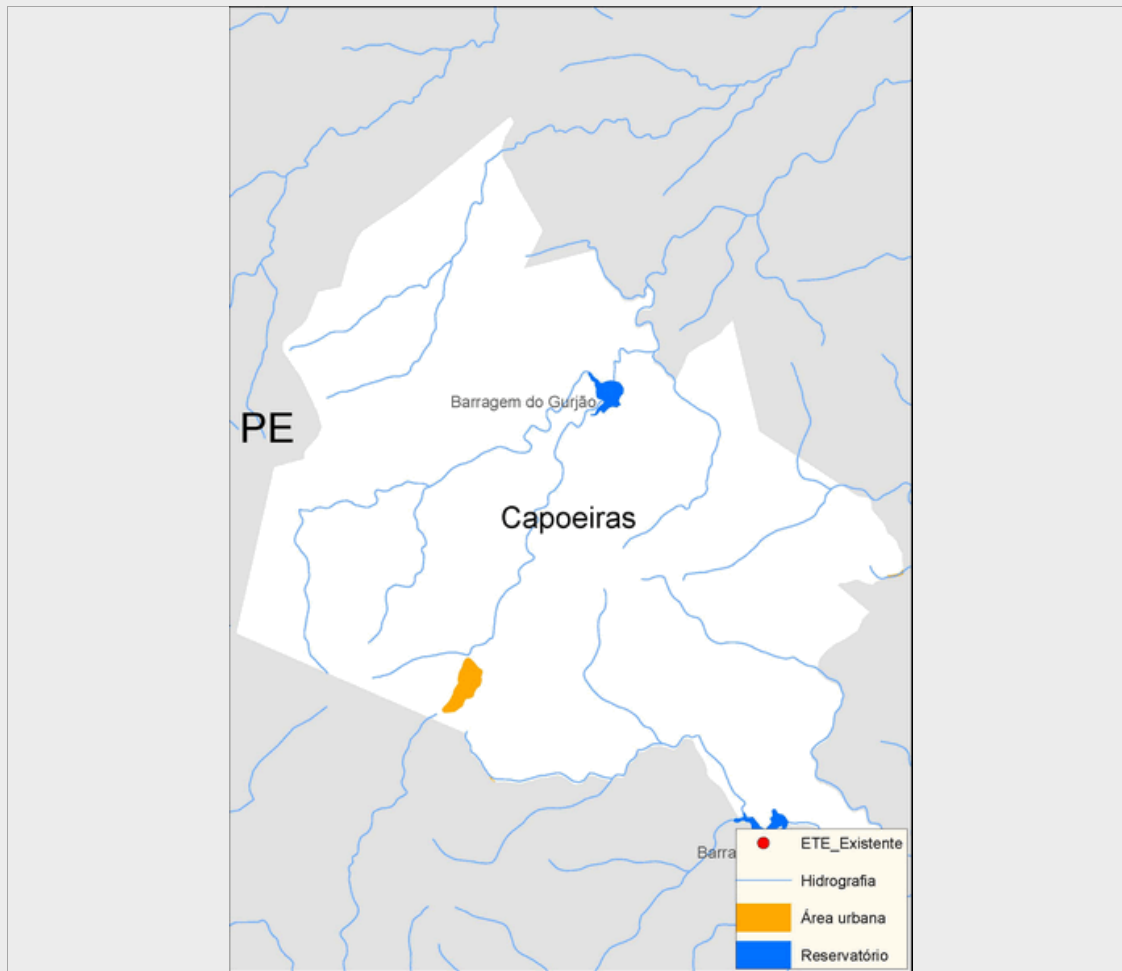 Barragem do Gurjão
PE
Capoeiras
Barra
ETE_Existente
Hidrografia
Área urbana
Reservatório